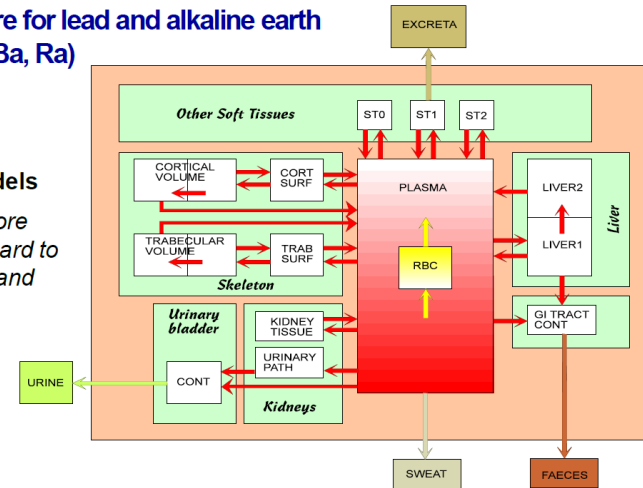 re for lead and alkaline earth
Ba, Ra)
dels
ore
ard to
and
EXCRETA
Other Soft Tissues
ST0
ST1
ST2
CORTICAL
VOLUME
CORT
SURF
TRABECULAR
VOLUME
TRAB
SURF
Skeleton
PLASMA
RBC
LIVER2
LIVER1
Liver
GI TRACT
CONT
Urinary
bladder
CONT
KIDNEY
TISSUE
URINARY
PATH
Kidneys
URINE
SWEAT
FAECES